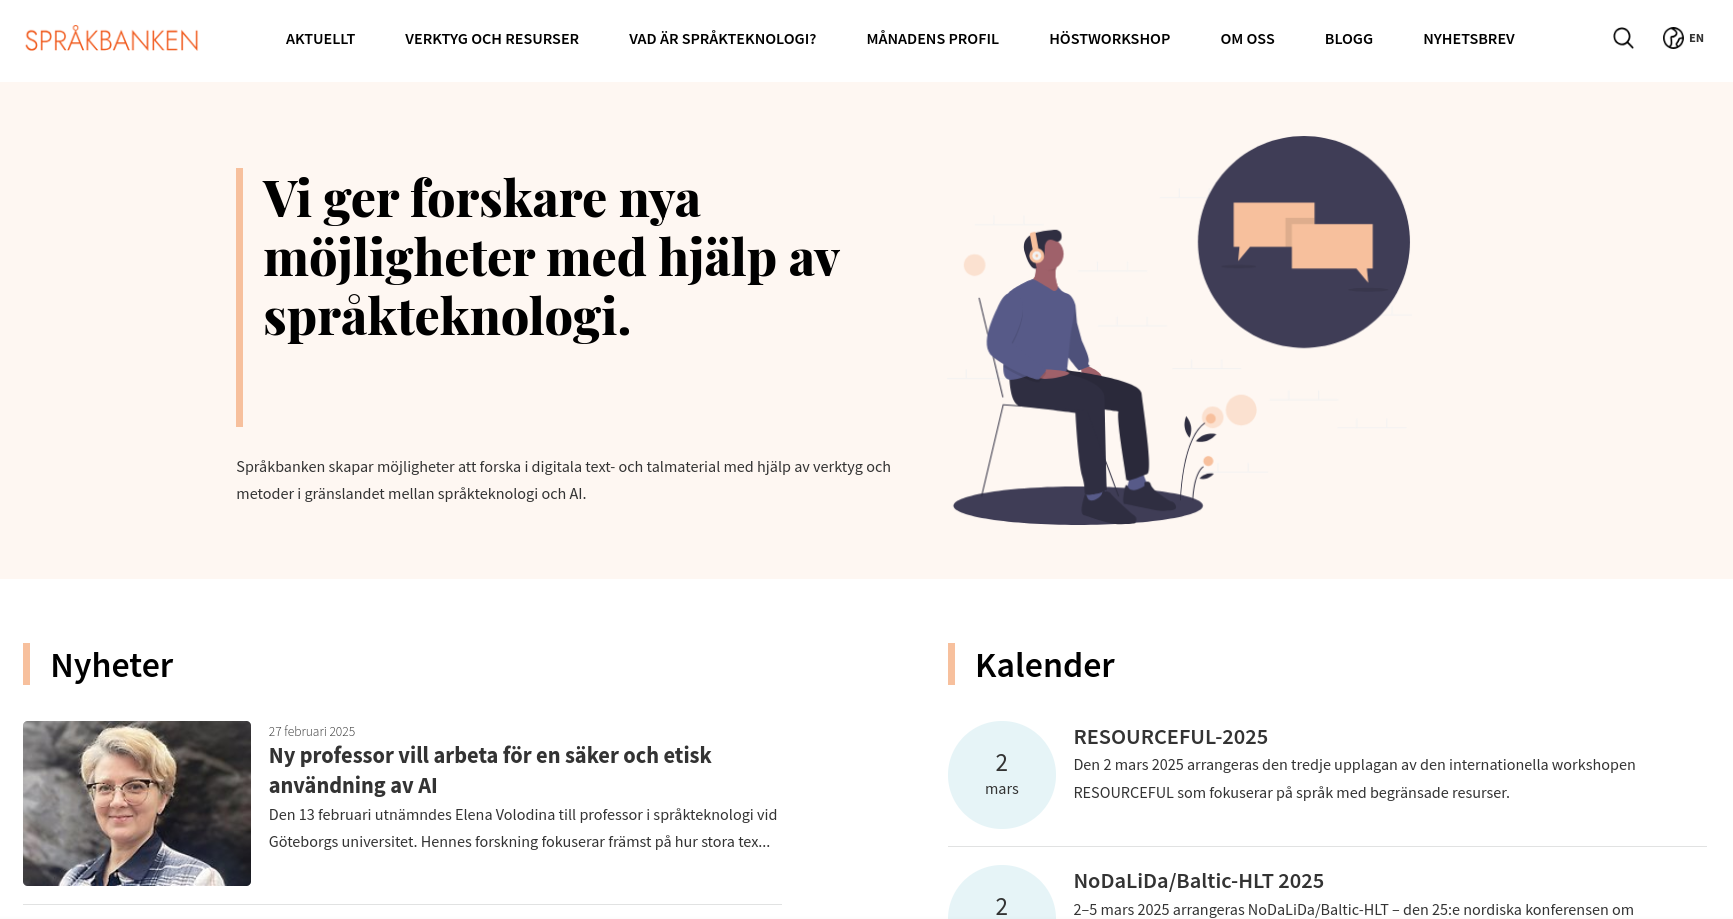 SPRÅKBANKEN
AKTUELLT
VERKTYG OCH RESURSER
VAD ÄR SPRÅKTEKNOLOGI?
MÅNADENS PROFIL
HÖSTWORKSHOP
OM OSS
BLOGG
NYHETSBREV
EN
Vi ger forskare nya
möjligheter med hjälp av
språkteknologi.
Språkbanken skapar möjligheter att forska i digitala text- och talmaterial med hjälp av verktyg och
metoder i gränslandet mellan språkteknologi och AI.
Nyheter
27 februari 2025
Ny professor vill arbeta för en säker och etisk
användning av AI
Den 13 februari utnämndes Elena Volodina till professor i språkteknologi vid
Göteborgs universitet. Hennes forskning fokuserar främst på hur stora tex...
Kalender
2
mars
RESOURCEFUL-2025
Den 2 mars 2025 arrangeras den tredje upplagan av den internationella workshopen
RESOURCEFUL som fokuserar på språk med begränsade resurser.
2
NoDaLiDa/Baltic-HLT 2025
2–5 mars 2025 arrangeras NoDaLiDa/Baltic-HLT – den 25:e nordiska konferensen om